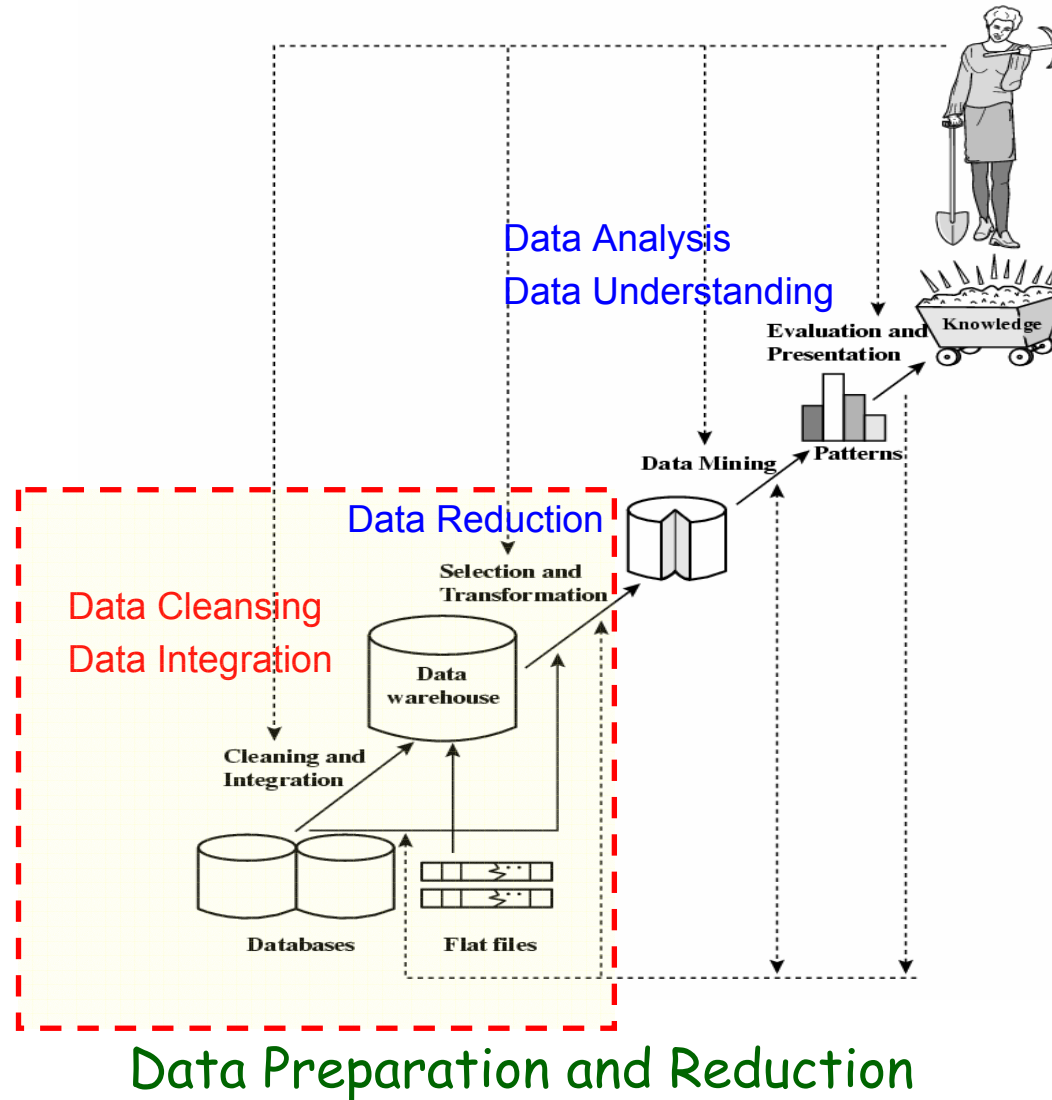 Data Analysis
Data Understanding
Evaluation and
Presentation
Knowledge
Patterns
Data Mining
Data Reduction
Selection and
Transformation
Data Cleansing
Data Integration
Data
warehouse
Cleaning and
Integration
Databases
Flat files
Data Preparation and Reduction